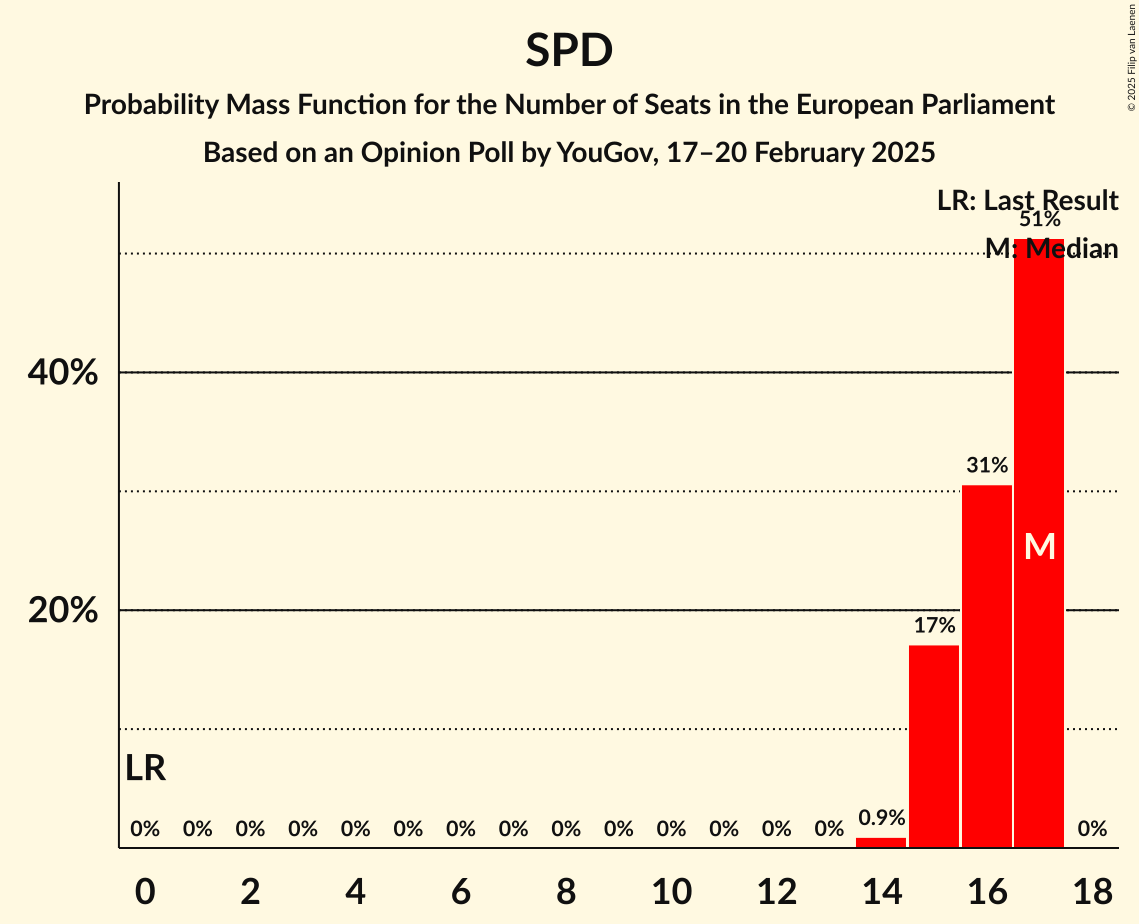 SPD
Probability Mass Function for the Number of Seats in the European Parliament
Based on an Opinion Poll by YouGov, 17–20 February 2025
© 2025 Filip van Laenen
LR: Last Result
M: Median
51%
40%
31%
M
20%
17%
LR
0% 0% 0% 0% 0% 0% 0% 0% 0% 0% 0% 0% 0% 0% 0.9% 0%
0 2 4 6 8 10 12 14 16 18